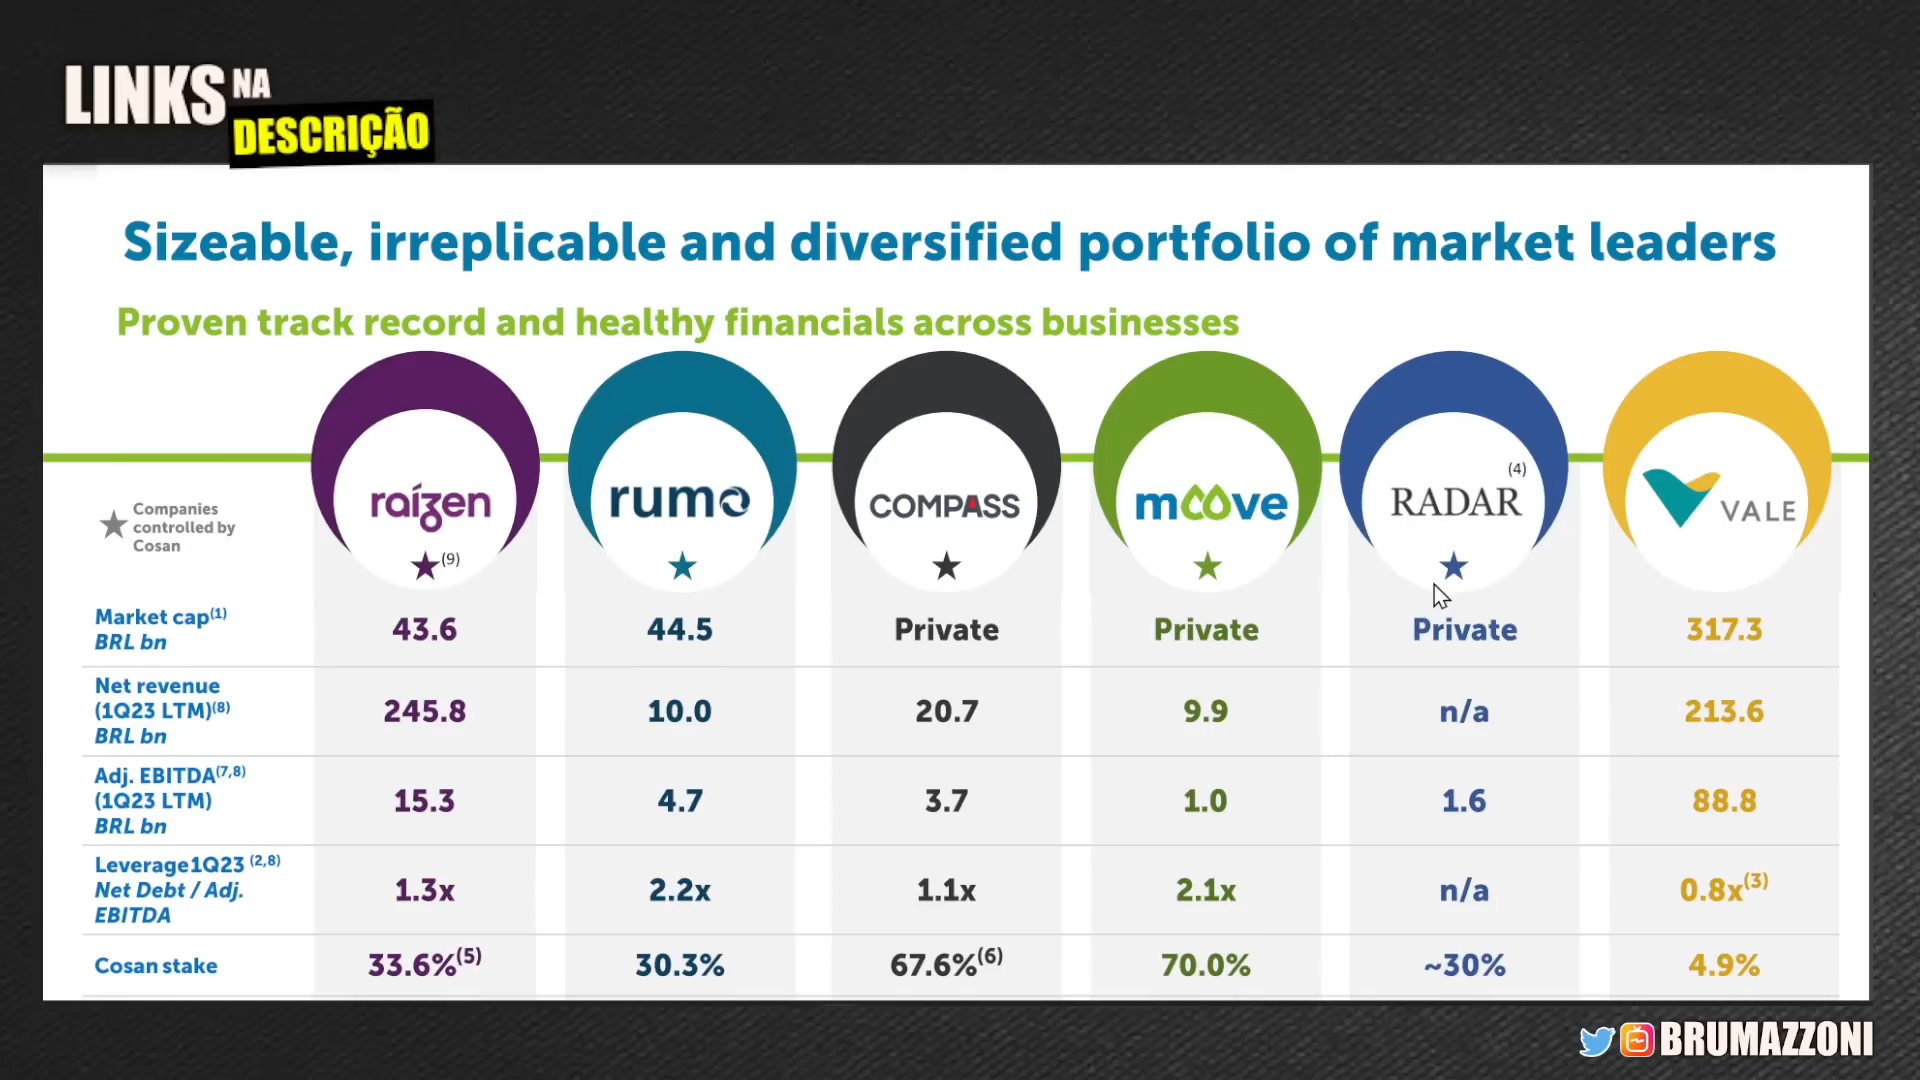 LINKS NA
DESCRIÇÃO
Sizeable, irreplicable and diversified portfolio of market leaders
Proven track record and healthy financials across businesses
★ Companies
controlled by
Cosan
raízen
★(9)
rumo
★
COMPASS
★
moove
★
RADAR (4)
★
VALE
Market cap(1)
BRL bn
43.6 44.5 Private Private Private 317.3
Net revenue
(1Q23 LTM)(8)
BRL bn
245.8 10.0 20.7 9.9 n/a 213.6
Adj. EBITDA(7,8)
(1Q23 LTM)
BRL bn
15.3 4.7 3.7 1.0 1.6 88.8
Leverage1Q23 (2,8)
Net Debt / Adj.
EBITDA
1.3x 2.2x 1.1x 2.1x n/a 0.8x(3)
Cosan stake 33.6%(5) 30.3% 67.6%(6) 70.0% ~30% 4.9%
BRUMAZZONI